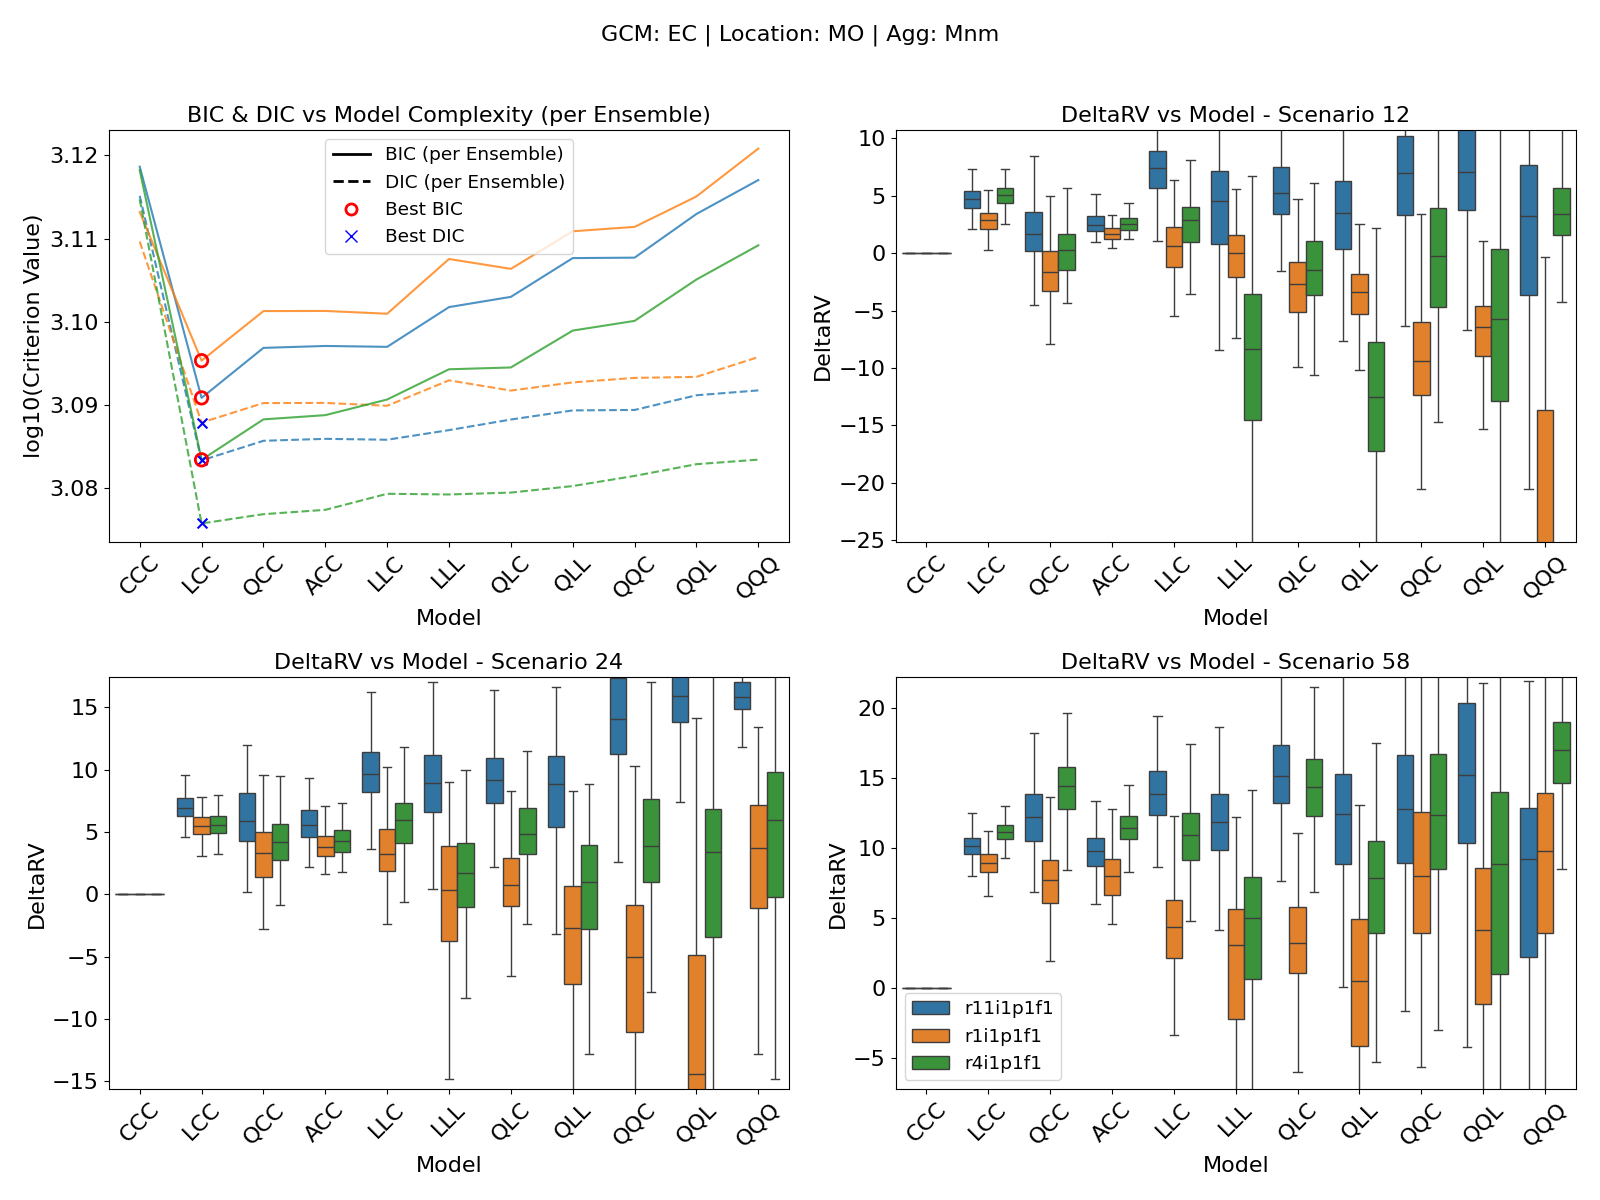 GCM: EC | Location: MO | Agg: Mnm
BIC & DIC vs Model Complexity (per Ensemble)
log10(Criterion Value)
3.12
3.11
3.10
3.09
3.08
BIC (per Ensemble)
DIC (per Ensemble)
Best BIC
Best DIC
CCC LCC QCC ACC LLC LLL QLC QLL QQC QQL QQQ
Model
DeltaRV vs Model - Scenario 12
DeltaRV
10
5
0
−5
−10
−15
−20
−25
CCC LCC QCC ACC LLC LLL QLC QLL QQC QQL QQQ
Model
DeltaRV vs Model - Scenario 24
DeltaRV
15
10
5
0
−5
−10
−15
CCC LCC QCC ACC LLC LLL QLC QLL QQC QQL QQQ
Model
DeltaRV vs Model - Scenario 58
DeltaRV
20
15
10
5
0
−5
r11i1p1f1
r1i1p1f1
r4i1p1f1
CCC LCC QCC ACC LLC LLL QLC QLL QQC QQL QQQ
Model